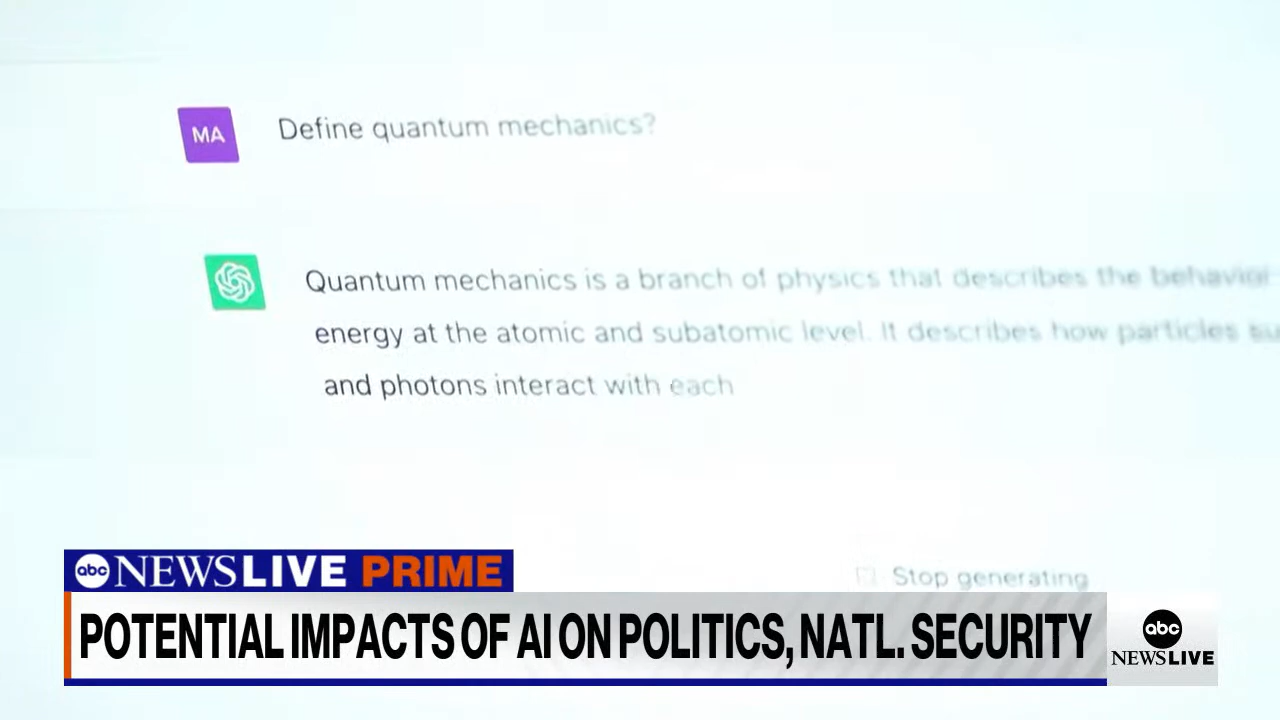 MA
Define quantum mechanics?
Quantum mechanics is a branch of physics that describes the behavior
energy at the atomic and subatomic level. It describes how particles su
and photons interact with each
Stop generating
abc NEWS LIVE PRIME
POTENTIAL IMPACTS OF AI ON POLITICS, NATL. SECURITY
abc
NEWS LIVE